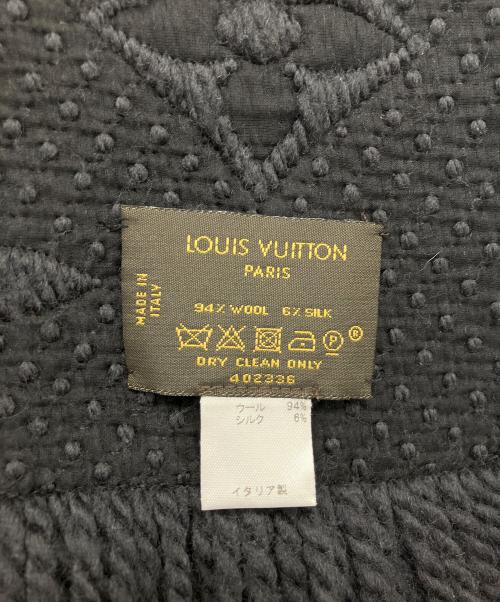 LOUIS VUITTON
PARIS
MADE IN
ITALY
94% WOOL 6% SILK
P ®
DRY CLEAN ONLY
402336
ウール 94%
シルク 6%
イタリア製